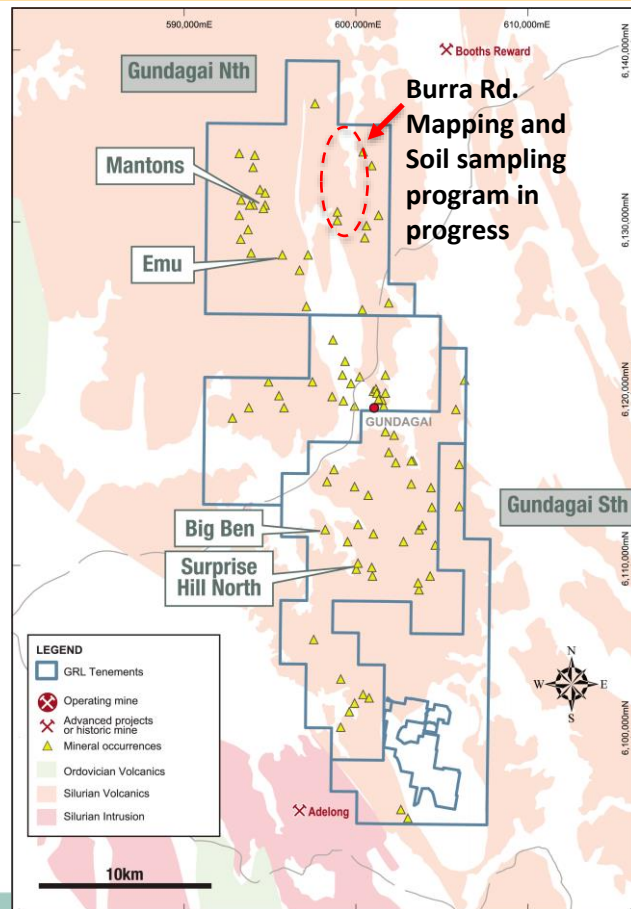 590,000mE
600,000mE
610,000mE
6,140,000mN
Booths Reward
Gundagai Nth
Burra Rd.
Mapping and
Soil sampling
program in
progress
Mantons
6,130,000mN
Emu
6,120,000mN
GUNDAGAI
Gundagai Sth
Big Ben
Surprise
Hill North
6,110,000mN
LEGEND
GRL Tenements
Operating mine
Advanced projects
or historic mine
Mineral occurrences
Ordovician Volcanics
Silurian Volcanics
Silurian Intrusion
N
W E
S
6,100,000mN
Adelong
10km